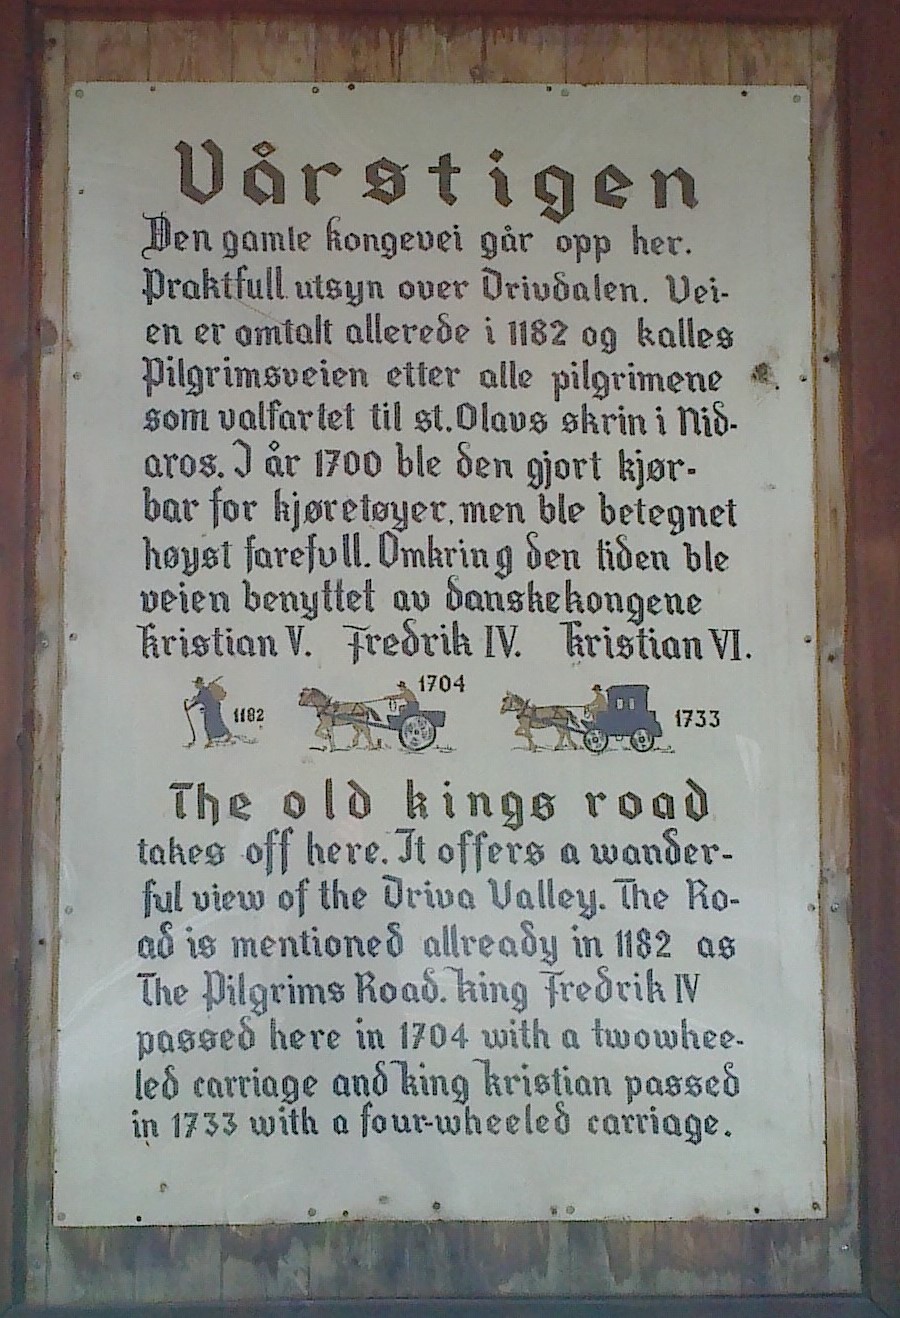 Vårstigen
Den gamle kongevei går opp her.
Praktfull utsyn over Drivdalen. Vei-
en er omtalt allerede i 1182 og kalles
Pilgrimsveien etter alle pilgrimene
som valfartet til st. Olavs skrin i Nid-
aros. I år 1700 ble den gjort kjør-
bar for kjøretøyer, men ble betegnet
høyst farefull. Omkring den tiden ble
veien benyttet av danskekongene
Kristian V. Fredrik IV. Kristian VI.
1182 1704 1733
The old kings road
takes off here. It offers a wander-
ful view of the Driva Valley. The Ro-
ad is mentioned allready in 1182 as
The Pilgrims Road. King Fredrik IV
passed here in 1704 with a twowhee-
led carriage and King Kristian passed
in 1733 with a four-wheeled carriage.